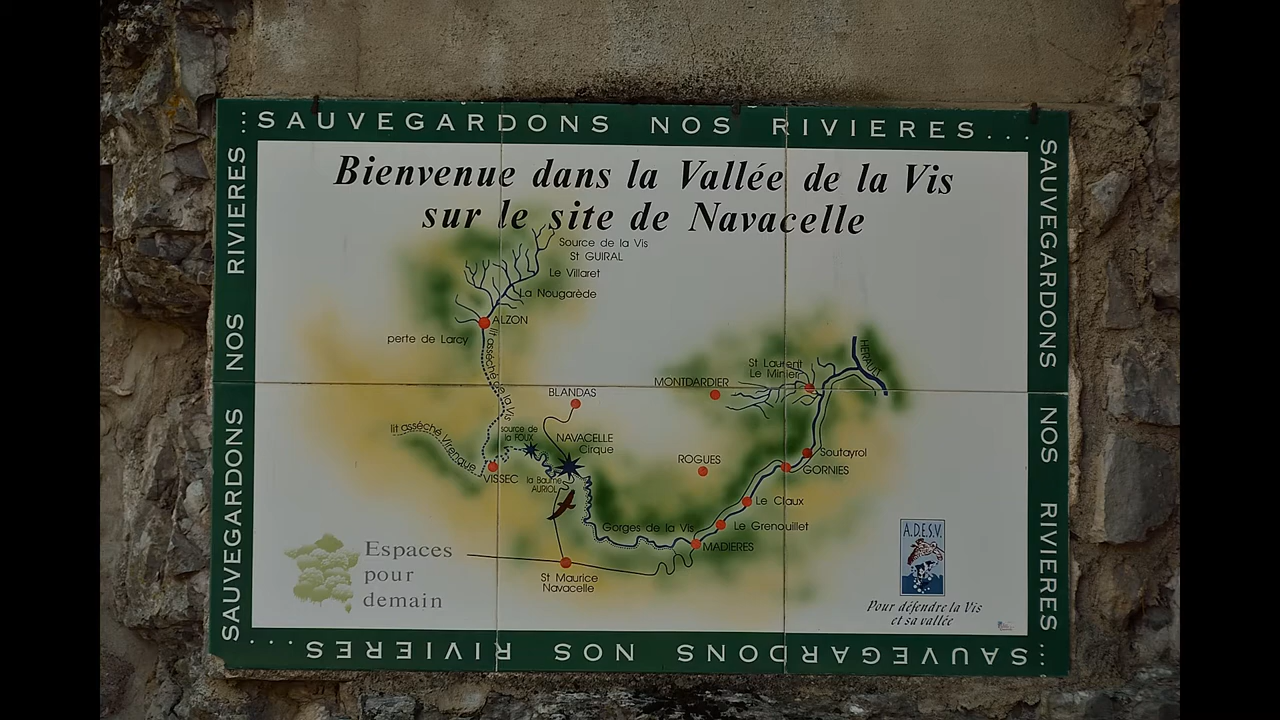 SAUVEGARDONS NOS RIVIERES...
SAUVEGARDONS NOS RIVIERES
SAUVEGARDONS NOS RIVIERES
Bienvenue dans la Vallée de la Vis
sur le site de Navacelle
Source de la Vis
St GUIRAL
Le Villaret
La Nougarède
ALZON
perte de Larcy
lit asséché de la Vis
HERAULT
St Laurent
Le Minier
MONTDARDIER
BLANDAS
lit asséché Virenque
source de
la FOUX
NAVACELLE
Cirque
VISSEC
la Baume
AURIOL
ROGUES
Soutayrol
GORNIES
Le Claux
Le Grenouillet
Gorges de la Vis
MADIERES
St Maurice
Navacelle
Espaces
pour
demain
A.D.E.S.V.
Pour défendre la Vis
et sa vallée
SAUVEGARDONS NOS RIVIERES...